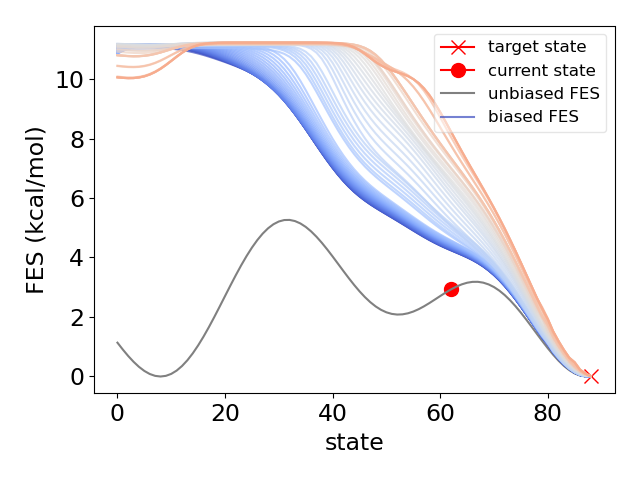 target state
current state
unbiased FES
biased FES
10
8
6
4
2
0
FES (kcal/mol)
0 20 40 60 80
state